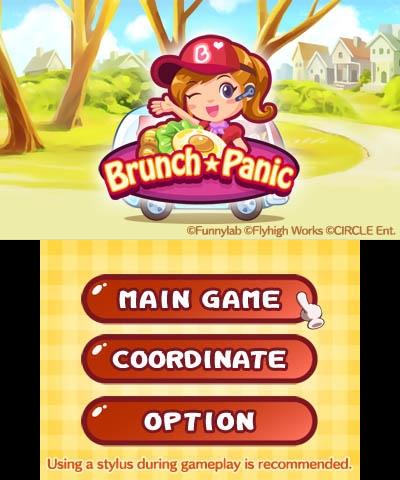 B
Brunch★Panic
©Funnylab ©Flyhigh Works ©CIRCLE Ent.
MAIN GAME
COORDINATE
OPTION
Using a stylus during gameplay is recommended.